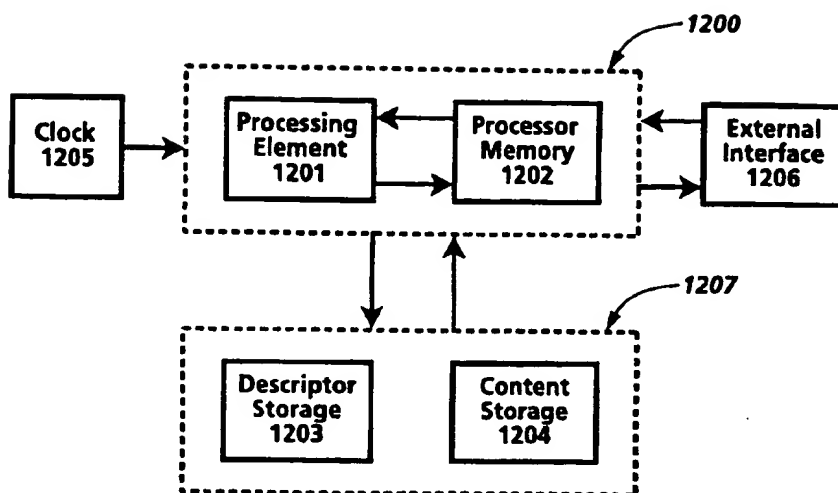 1200
Clock
1205
Processing
Element
1201
Processor
Memory
1202
External
Interface
1206
1207
Descriptor
Storage
1203
Content
Storage
1204